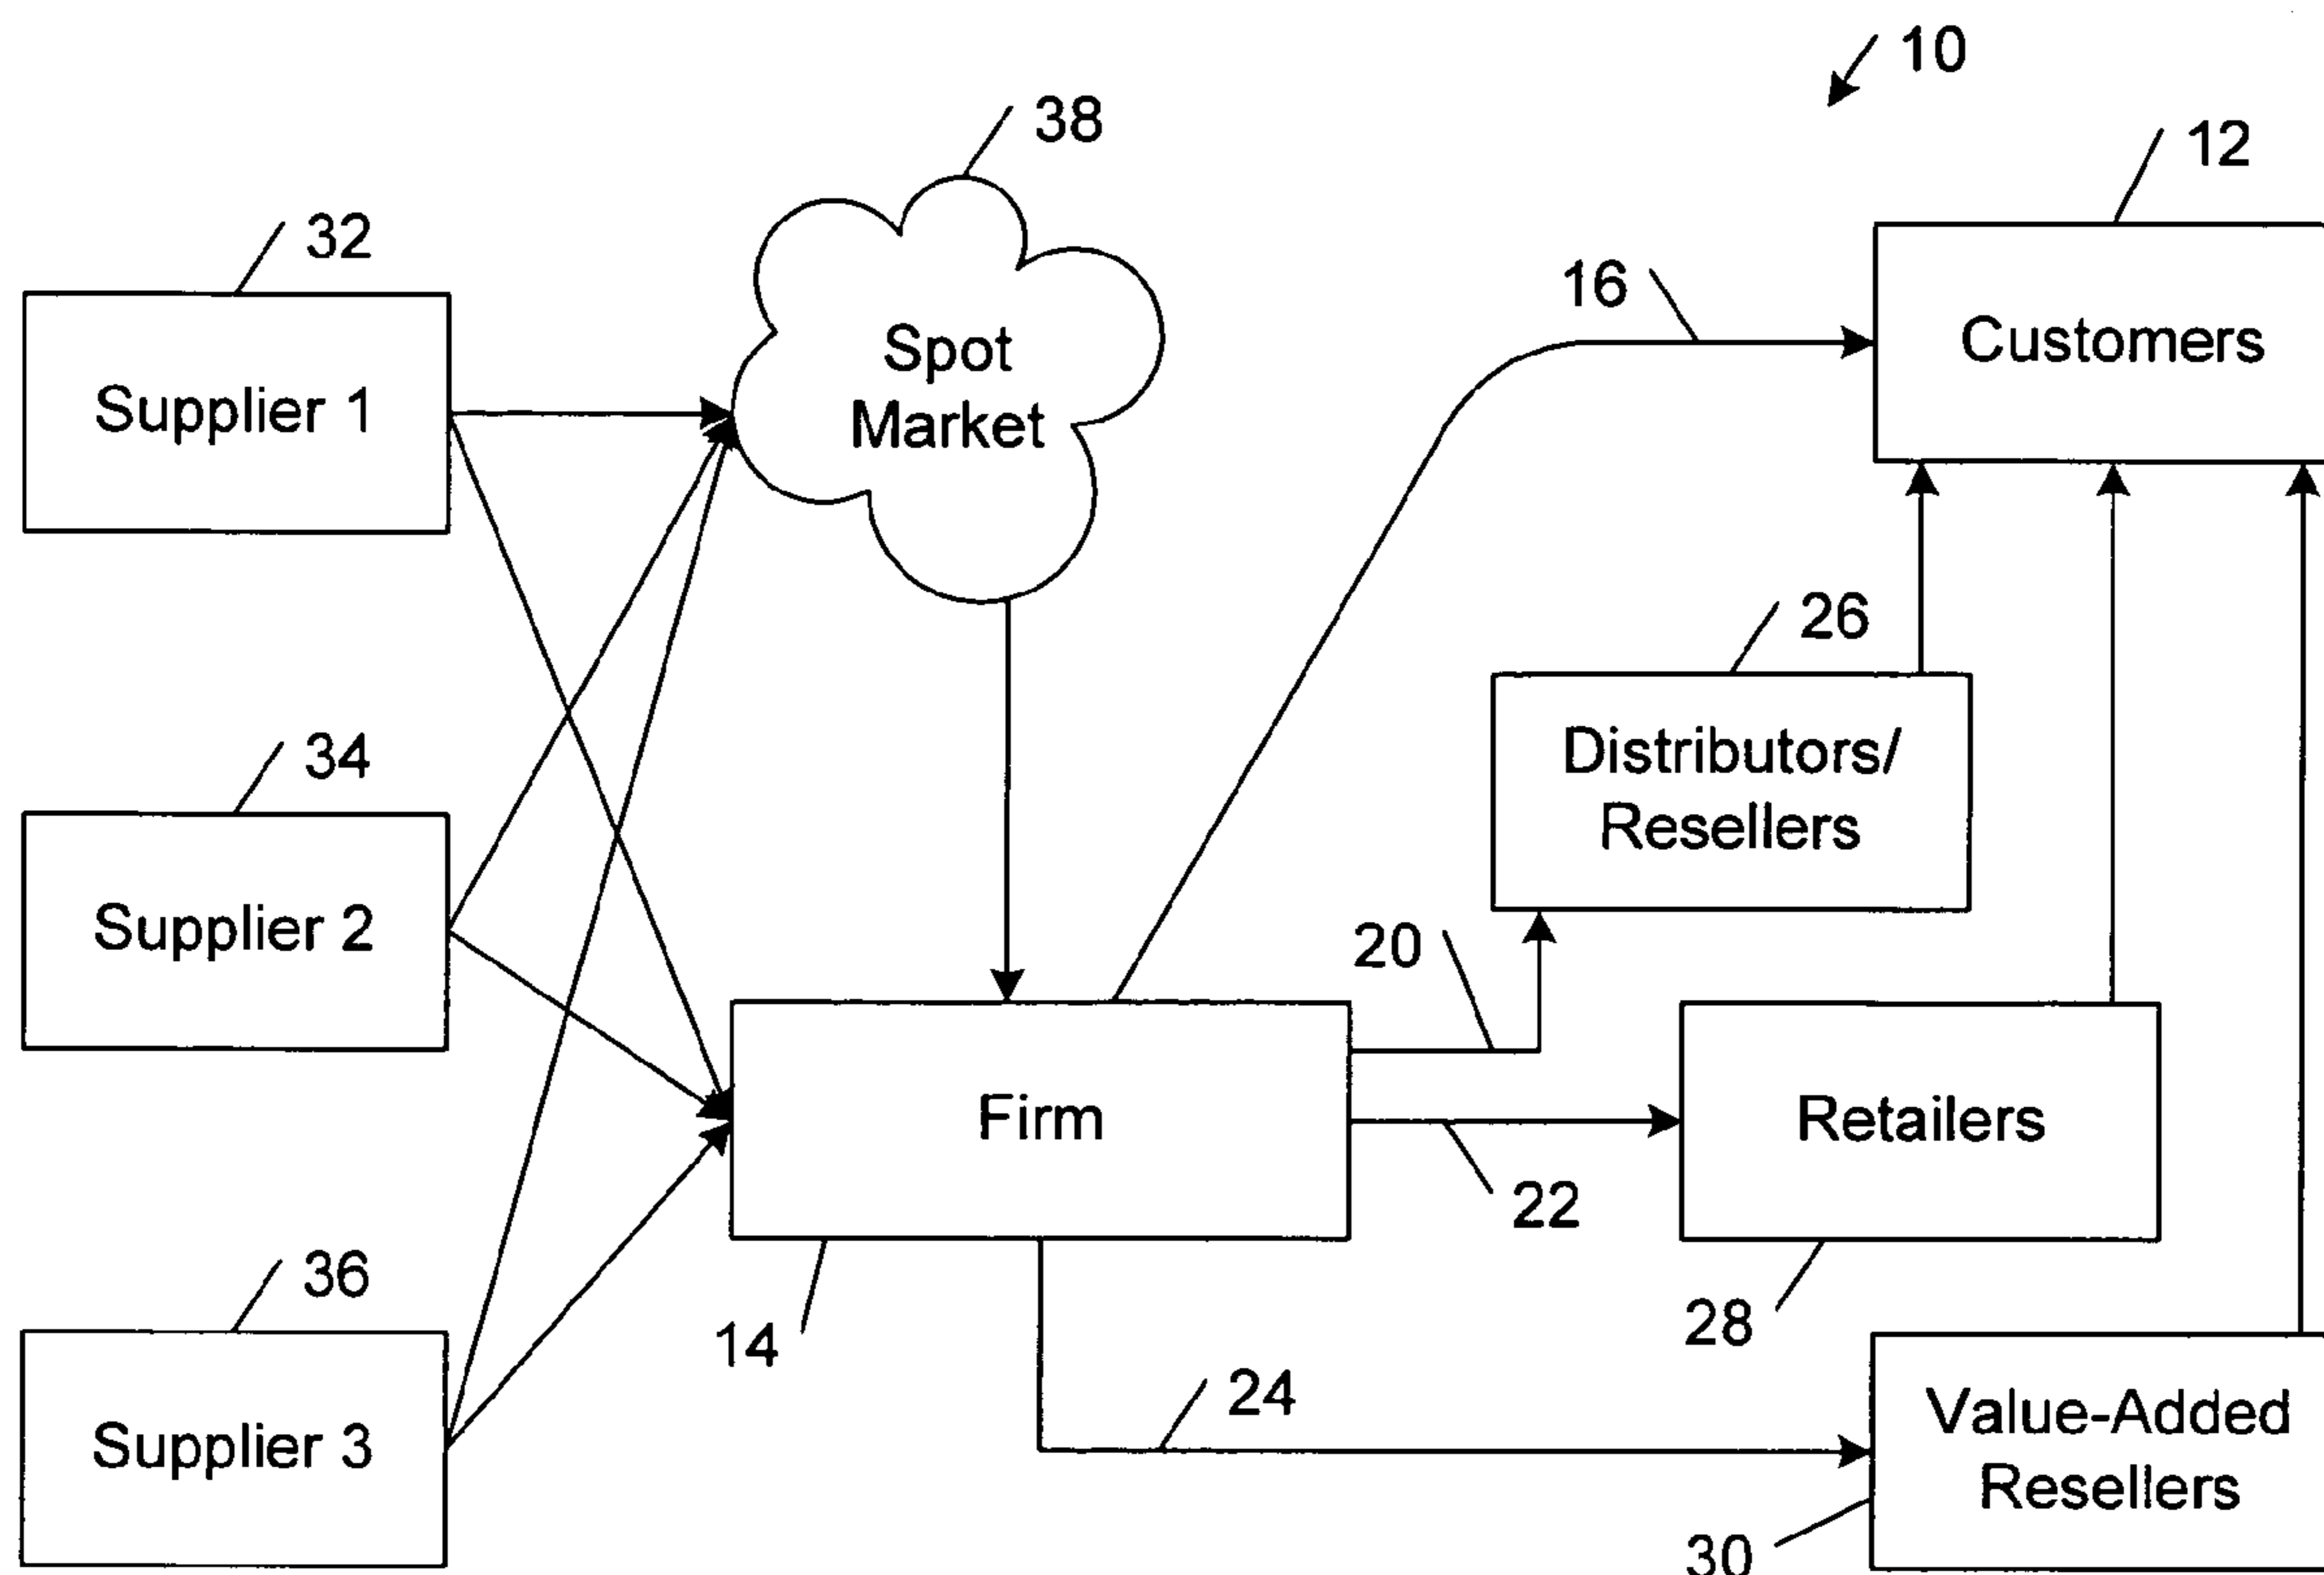 10
38
12
32
16
Spot
Market
Customers
Supplier 1
26
34
Distributors/
Resellers
Supplier 2
20
Firm
Retailers
22
36
28
14
24
Value-Added
Resellers
Supplier 3
30